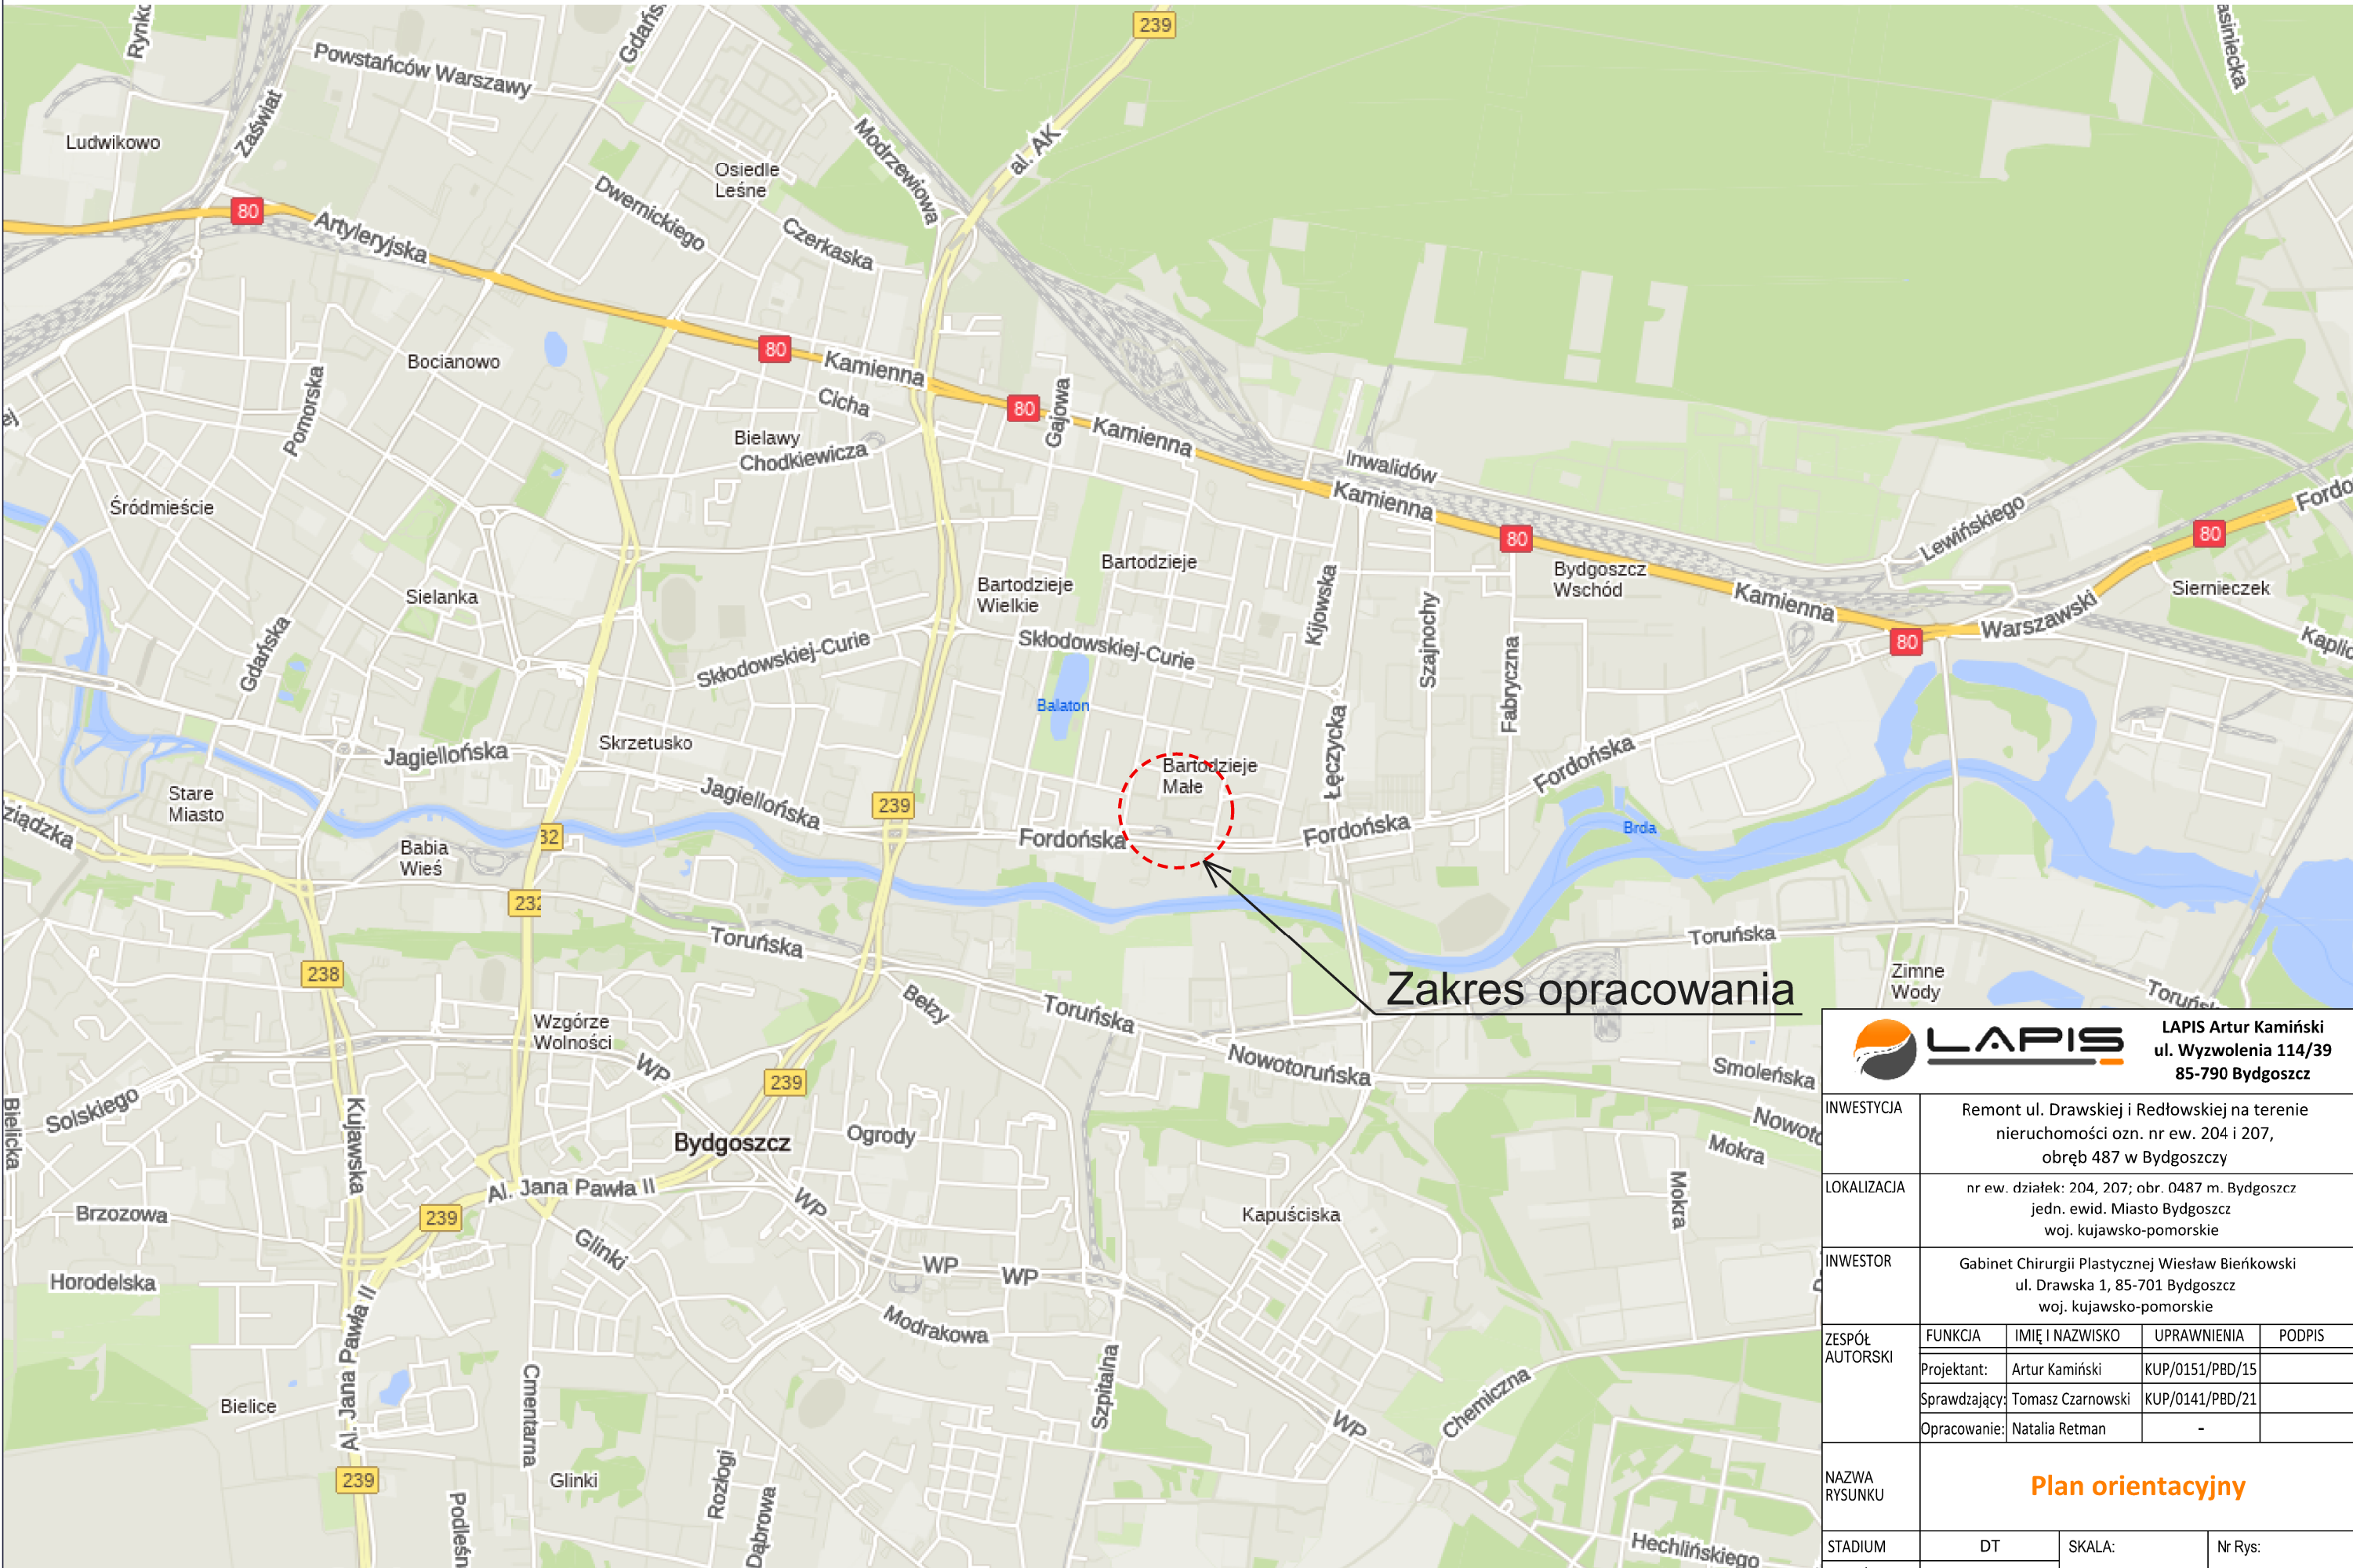 239
Powstańców Warszawy
Zaświat
Ludwikowo
Osiedle
Leśne
Modrzewiowa
al. AK
Dwernickiego
Czerkaska
80
Artyleryjska
80
Kamienna
Cicha
80
Gajowa
Kamienna
Bocianowo
Pomorska
Bielawy
Chodkiewicza
Inwalidów
Kamienna
80
Śródmieście
Bydgoszcz
Wschód
Kamienna
Lewińskiego
80
Siernieczek
80
Warszawski
Bartodzieje
Bartodzieje
Wielkie
Sielanka
Gdańska
Skłodowskiej-Curie
Skłodowskiej-Curie
Kijowska
Szajnochy
Fabryczna
Balaton
Skrzetusko
Jagiellońska
Jagiellońska
239
Bartodzieje
Małe
Łęczycka
Fordońska
Fordońska
Fordońska
Brda
Stare
Miasto
Babia
Wieś
32
232
238
Toruńska
Bełzy
Toruńska
Nowotoruńska
Toruńska
Zimne
Wody
Zakres opracowania
Smoleńska
Mokra
Mokra
Wzgórze
Wolności
WP
239
Solskiego
Bielicka
Kujawska
Bydgoszcz
Ogrody
Al. Jana Pawła II
WP
239
Brzozowa
Horodelska
Glinki
WP
WP
Kapuściska
Modrakowa
Al. Jana Pawła II
Bielice
Cmentarna
Glinki
Szpitalna
WP
Chemiczna
239
Rozłogi
Dąbrowa
Hechlińskiego
LAPIS
LAPIS Artur Kamiński
ul. Wyzwolenia 114/39
85-790 Bydgoszcz
INWESTYCJA
Remont ul. Drawskiej i Redłowskiej na terenie
nieruchomości ozn. nr ew. 204 i 207,
obręb 487 w Bydgoszczy
LOKALIZACJA
nr ew. działek: 204, 207; obr. 0487 m. Bydgoszcz
jedn. ewid. Miasto Bydgoszcz
woj. kujawsko-pomorskie
INWESTOR
Gabinet Chirurgii Plastycznej Wiesław Bieńkowski
ul. Drawska 1, 85-701 Bydgoszcz
woj. kujawsko-pomorskie
ZESPÓŁ
AUTORSKI
FUNKCJA IMIĘ I NAZWISKO UPRAWNIENIA PODPIS
Projektant: Artur Kamiński KUP/0151/PBD/15
Sprawdzający: Tomasz Czarnowski KUP/0141/PBD/21
Opracowanie: Natalia Retman -
NAZWA
RYSUNKU
Plan orientacyjny
STADIUM DT SKALA: Nr Rys: